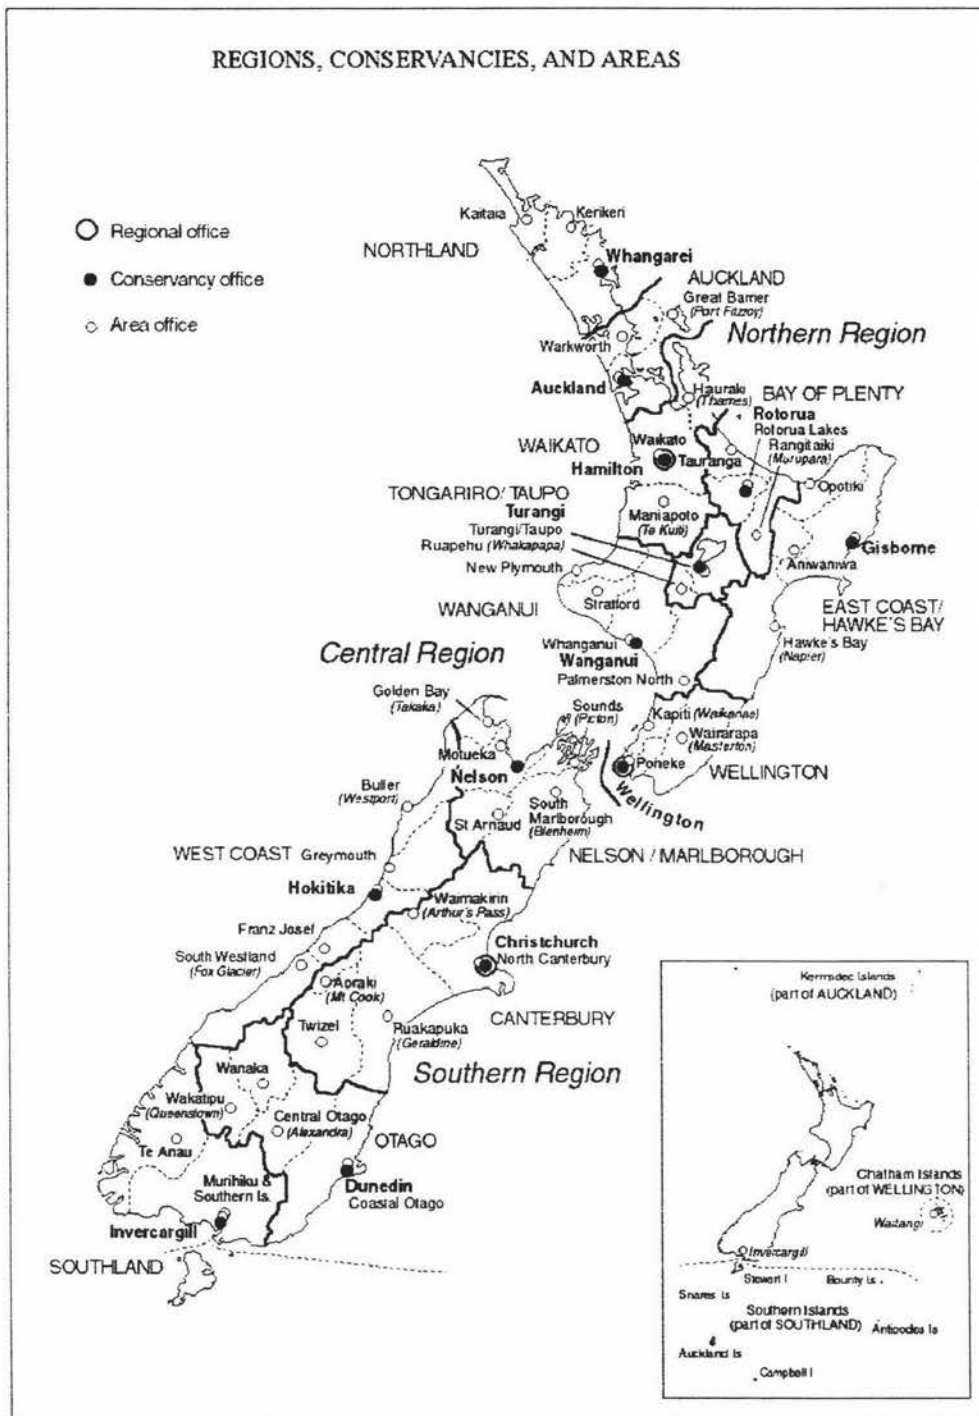 REGIONS, CONSERVANCIES, AND AREAS
Regional office
Conservancy office
Area office
Kaitaia
Kerikeri
NORTHLAND
Whangarei
AUCKLAND
Great Barrier
(Port Fitzroy)
Northern Region
Warkworth
Auckland
Hauraki
(Thames)
BAY OF PLENTY
Rotorua
Rotorua Lakes
Rangitaiki
(Murupara)
WAIKATO
Waikato
Hamilton
Tauranga
Opotiki
TONGARIRO/TAUPO
Turangi
Turangi/Taupo
Ruapehu (Whakapapa)
Maniapoto
(Te Kuiti)
Gisborne
New Plymouth
Aniwaniwa
Stratford
WANGANUI
EAST COAST/
HAWKE'S BAY
Whanganui
Wanganui
Hawke's Bay
(Napier)
Central Region
Palmerston North
Golden Bay
(Takaka)
Sounds
(Picton)
Kapiti (Waikanae)
Wairarapa
(Masterton)
Motueka
Nelson
Poneke
WELLINGTON
Wellington
Buller
(Westport)
St Arnaud
South
Marlborough
(Blenheim)
WEST COAST
Greymouth
NELSON / MARLBOROUGH
Hokitika
Waimakirin
(Arthur's Pass)
Franz Josef
Christchurch
North Canterbury
South Westland
(Fox Glacier)
Aoraki
(Mt Cook)
Twizel
Ruakapuka
(Geraldine)
CANTERBURY
Southern Region
Wanaka
Wakatipu
(Queenstown)
Central Otago
(Alexandra)
Te Anau
OTAGO
Murihiku &
Southern Is.
Dunedin
Coastal Otago
Invercargill
SOUTHLAND
Kermadec Islands
(part of AUCKLAND)
Chatham Islands
(part of WELLINGTON)
Waitangi
Invercargill
Stewart I
Bounty Is.
Snares Is
Southern Islands
(part of SOUTHLAND)
Antipodes Is
Auckland Is
Campbell I